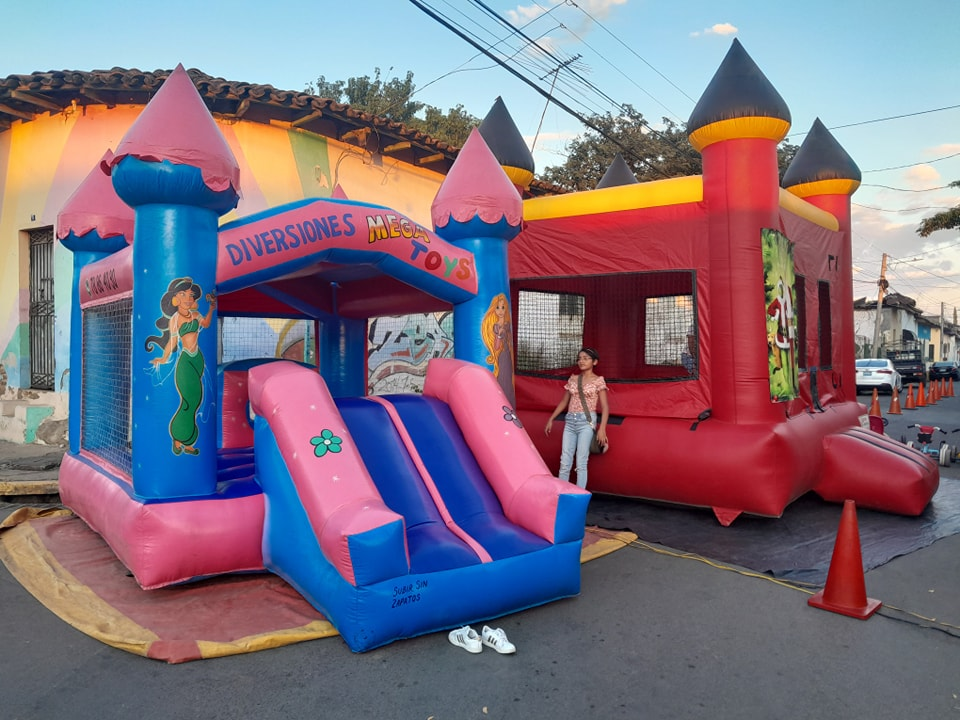 DIVERSIONES MEGA
TOYS
SUBIR SIN
ZAPATOS